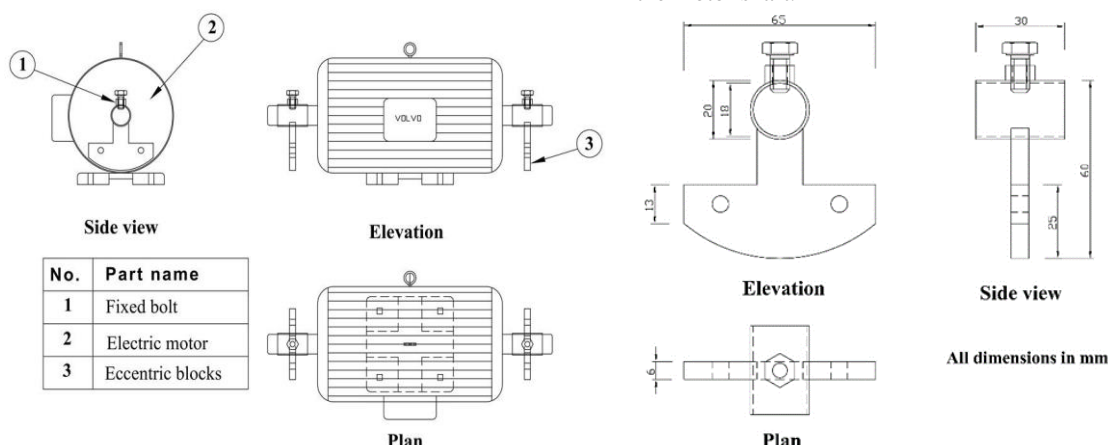 65
30
1
2
20
18
VOLVO
3
60
13
25
Side view
Elevation
Elevation
Side view
No. Part name
1 Fixed bolt
2 Electric motor
3 Eccentric blocks
All dimensions in mm
6
Plan
Plan